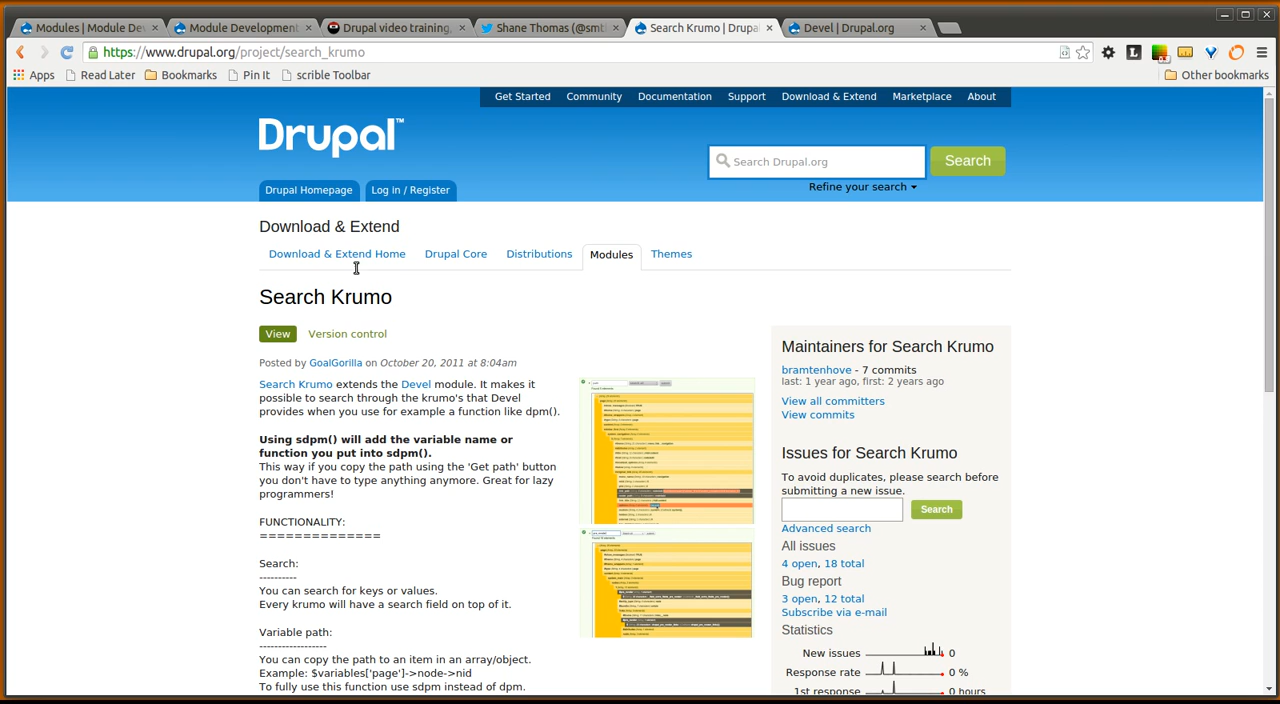 Modules | Module Dev
Module Development
Drupal video training,
Shane Thomas (@smt
Search Krumo | Drupa
Devel | Drupal.org
https://www.drupal.org/project/search_krumo
Apps
Read Later
Bookmarks
Pin It
scrible Toolbar
Other bookmarks
Get Started
Community
Documentation
Support
Download & Extend
Marketplace
About
Drupal™
Search Drupal.org
Search
Refine your search
Drupal Homepage
Log in / Register
Download & Extend
Download & Extend Home
Drupal Core
Distributions
Modules
Themes
Search Krumo
View
Version control
Posted by GoalGorilla on October 20, 2011 at 8:04am
Search Krumo extends the Devel module. It makes it
possible to search through the krumo's that Devel
provides when you use for example a function like dpm().
Using sdpm() will add the variable name or
function you put into sdpm().
This way if you copy the path using the 'Get path' button
you don't have to type anything anymore. Great for lazy
programmers!
FUNCTIONALITY:
==============
Search:
----------
You can search for keys or values.
Every krumo will have a search field on top of it.
Variable path:
-----------------
You can copy the path to an item in an array/object.
Example: $variables['page']->node->nid
To fully use this function use sdpm instead of dpm.
Maintainers for Search Krumo
bramtenhove - 7 commits
last: 1 year ago, first: 2 years ago
View all committers
View commits
Issues for Search Krumo
To avoid duplicates, please search before
submitting a new issue.
Search
Advanced search
All issues
4 open, 18 total
Bug report
3 open, 12 total
Subscribe via e-mail
Statistics
New issues 0
Response rate 0 %
1st response 0 hours